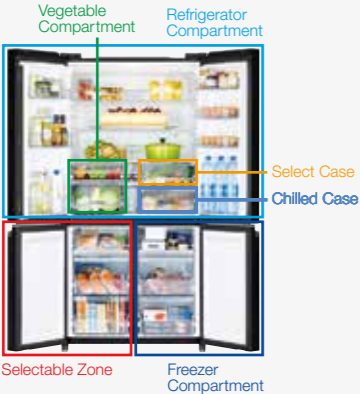 Vegetable
Compartment
Refrigerator
Compartment
Select Case
Chilled Case
Selectable Zone
Freezer
Compartment